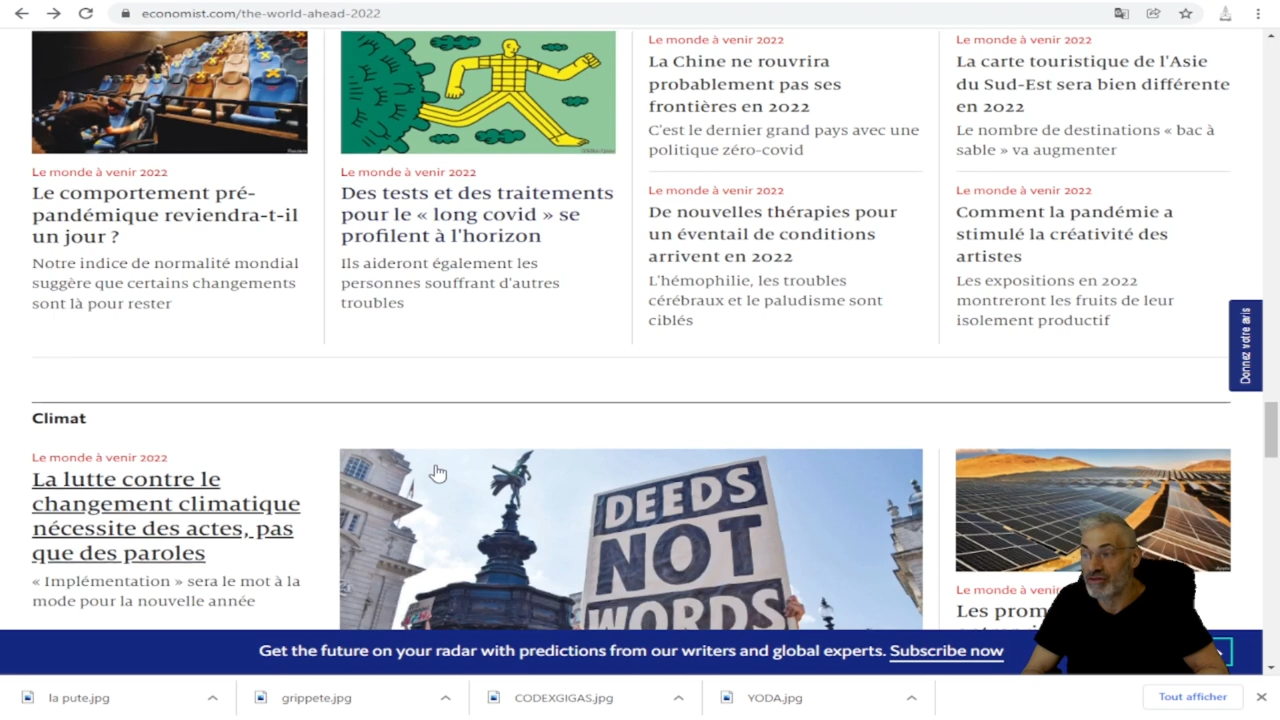 economist.com/the-world-ahead-2022
Le monde à venir 2022
Le comportement pré-
pandémique reviendra-t-il
un jour ?
Notre indice de normalité mondial
suggère que certains changements
sont là pour rester
Le monde à venir 2022
Des tests et des traitements
pour le « long covid » se
profilent à l'horizon
Ils aideront également les
personnes souffrant d'autres
troubles
Le monde à venir 2022
La Chine ne rouvrira
probablement pas ses
frontières en 2022
C'est le dernier grand pays avec une
politique zéro-covid
Le monde à venir 2022
De nouvelles thérapies pour
un éventail de conditions
arrivent en 2022
L'hémophilie, les troubles
cérébraux et le paludisme sont
ciblés
Le monde à venir 2022
La carte touristique de l'Asie
du Sud-Est sera bien différente
en 2022
Le nombre de destinations « bac à
sable » va augmenter
Le monde à venir 2022
Comment la pandémie a
stimulé la créativité des
artistes
Les expositions en 2022
montreront les fruits de leur
isolement productif
Donnez votre avis
Climat
Le monde à venir 2022
La lutte contre le
changement climatique
nécessite des actes, pas
que des paroles
« Implémentation » sera le mot à la
mode pour la nouvelle année
DEEDS
NOT
WORDS
Le monde à venir
Les prom
Get the future on your radar with predictions from our writers and global experts. Subscribe now
la pute.jpg
grippete.jpg
CODEXGIGAS.jpg
YODA.jpg
Tout afficher